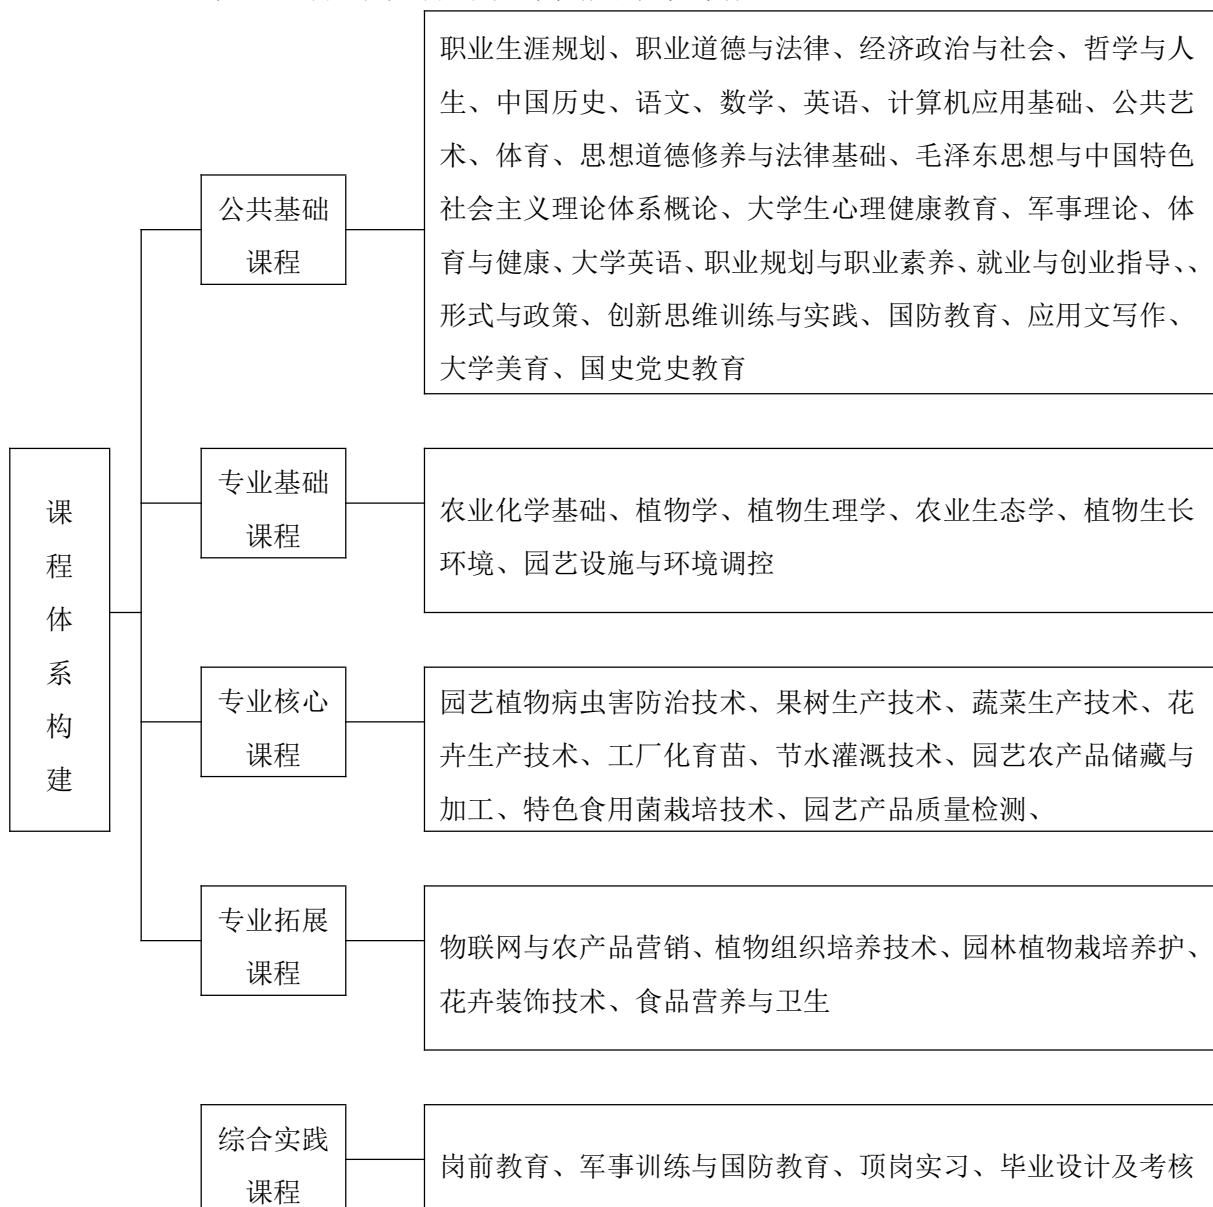 职业生涯规划、职业道德与法律、经济政治与社会、哲学与人
生、中国历史、语文、数学、英语、计算机应用基础、公共艺
术、体育、思想道德修养与法律基础、毛泽东思想与中国特色
社会主义理论体系概论、大学生心理健康教育、军事理论、体
育与健康、大学英语、职业规划与职业素养、就业与创业指导、、
形式与政策、创新思维训练与实践、国防教育、应用文写作、
大学美育、国史党史教育
公共基础
课程
课
程
体
系
构
建
专业基础
课程
农业化学基础、植物学、植物生理学、农业生态学、植物生长
环境、园艺设施与环境调控
专业核心
课程
园艺植物病虫害防治技术、果树生产技术、蔬菜生产技术、花
卉生产技术、工厂化育苗、节水灌溉技术、园艺农产品储藏与
加工、特色食用菌栽培技术、园艺产品质量检测、
专业拓展
课程
物联网与农产品营销、植物组织培养技术、园林植物栽培养护、
花卉装饰技术、食品营养与卫生
综合实践
课程
岗前教育、军事训练与国防教育、顶岗实习、毕业设计及考核